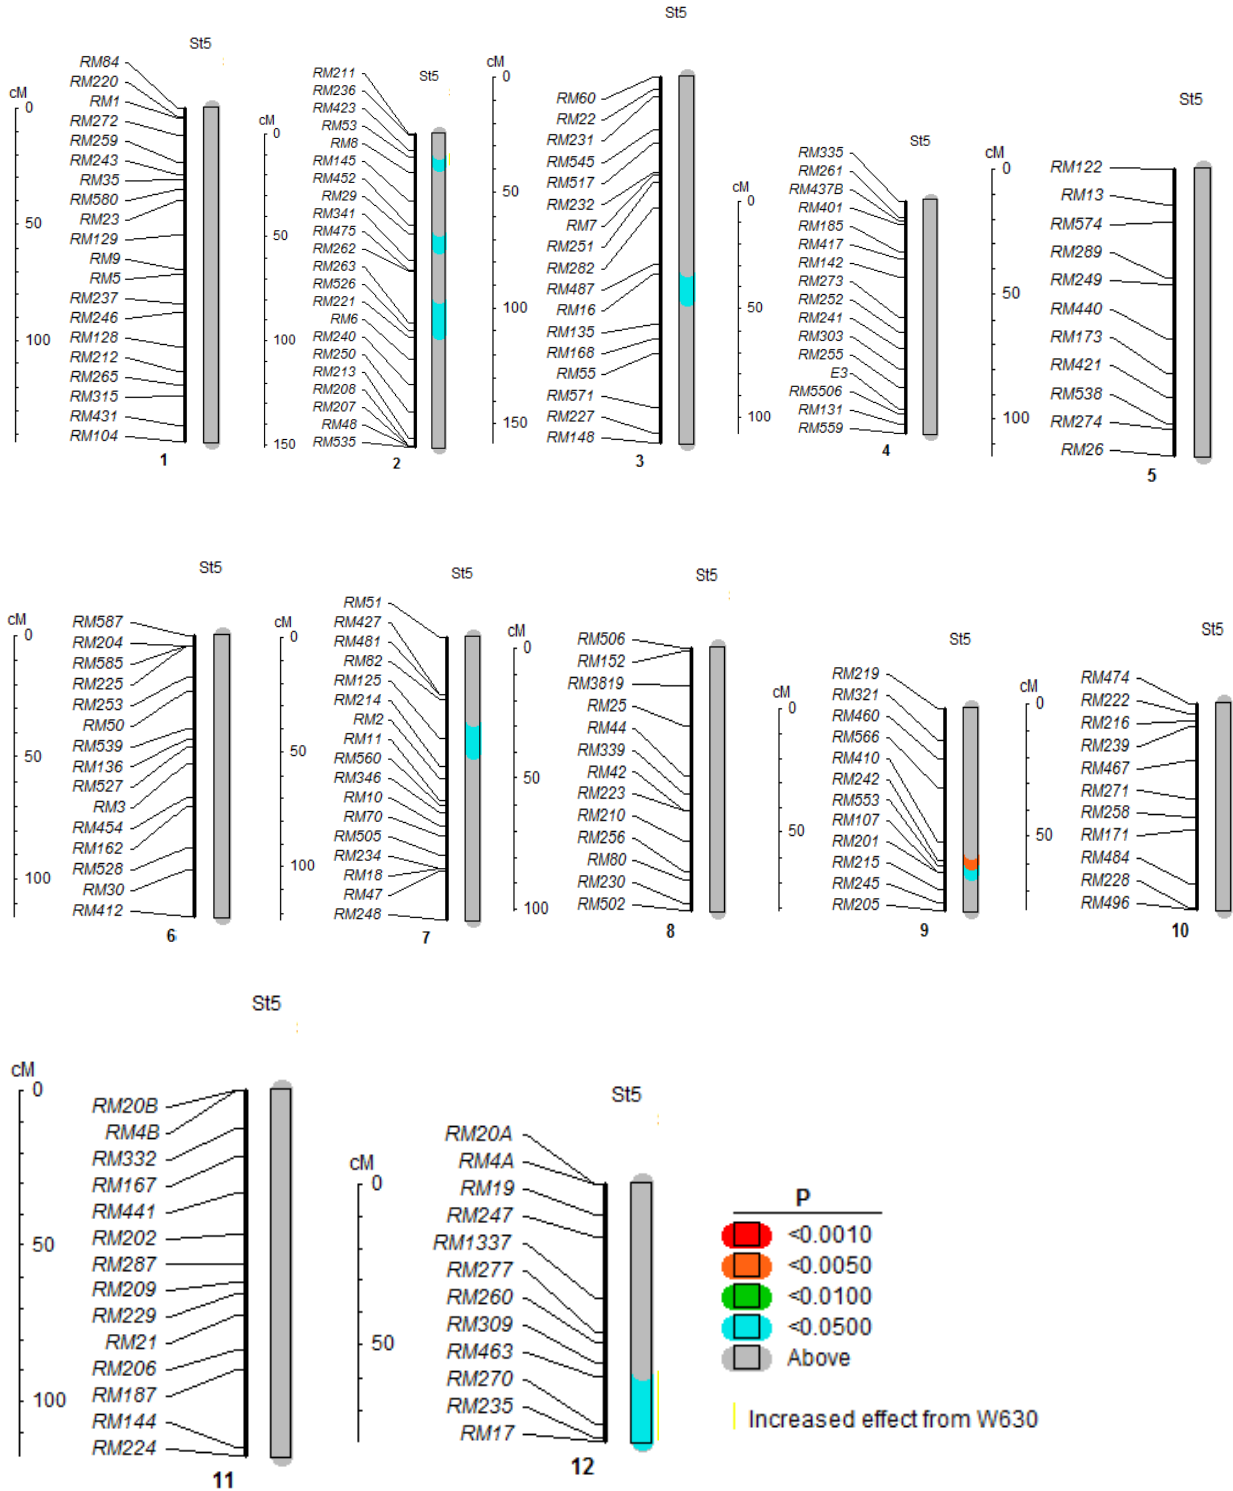 St5
cM
0
50
100
RM84
RM220
RM1
RM272
RM259
RM243
RM35
RM580
RM23
RM129
RM9
RM5
RM237
RM246
RM128
RM212
RM265
RM315
RM431
RM104
1
St5
cM
0
50
100
150
RM211
RM236
RM423
RM53
RM8
RM145
RM452
RM29
RM341
RM475
RM262
RM263
RM526
RM221
RM6
RM240
RM250
RM213
RM208
RM207
RM48
RM535
2
St5
cM
0
50
100
150
RM60
RM22
RM231
RM545
RM517
RM232
RM7
RM251
RM282
RM487
RM16
RM135
RM168
RM55
RM571
RM227
RM148
3
St5
cM
0
50
100
RM335
RM261
RM437B
RM401
RM185
RM417
RM142
RM273
RM252
RM241
RM303
RM255
E3
RM5506
RM131
RM559
4
St5
cM
0
50
100
RM122
RM13
RM574
RM289
RM249
RM440
RM173
RM421
RM538
RM274
RM26
5
St5
cM
0
50
100
RM587
RM204
RM585
RM225
RM253
RM50
RM539
RM136
RM527
RM3
RM454
RM162
RM528
RM30
RM412
6
St5
cM
0
50
100
RM51
RM427
RM481
RM82
RM125
RM214
RM2
RM11
RM560
RM346
RM10
RM70
RM505
RM234
RM18
RM47
RM248
7
St5
cM
0
50
100
RM506
RM152
RM3819
RM25
RM44
RM339
RM42
RM223
RM210
RM256
RM80
RM230
RM502
8
St5
cM
0
50
RM219
RM321
RM460
RM566
RM410
RM242
RM553
RM107
RM201
RM215
RM245
RM205
9
St5
cM
0
50
RM474
RM222
RM216
RM239
RM467
RM271
RM258
RM171
RM484
RM228
RM496
10
St5
cM
0
50
100
RM20B
RM4B
RM332
RM167
RM441
RM202
RM287
RM209
RM229
RM21
RM206
RM187
RM144
RM224
11
St5
cM
0
50
RM20A
RM4A
RM19
RM247
RM1337
RM277
RM260
RM309
RM463
RM270
RM235
RM17
12
P
<0.0010
<0.0050
<0.0100
<0.0500
Above
Increased effect from W630